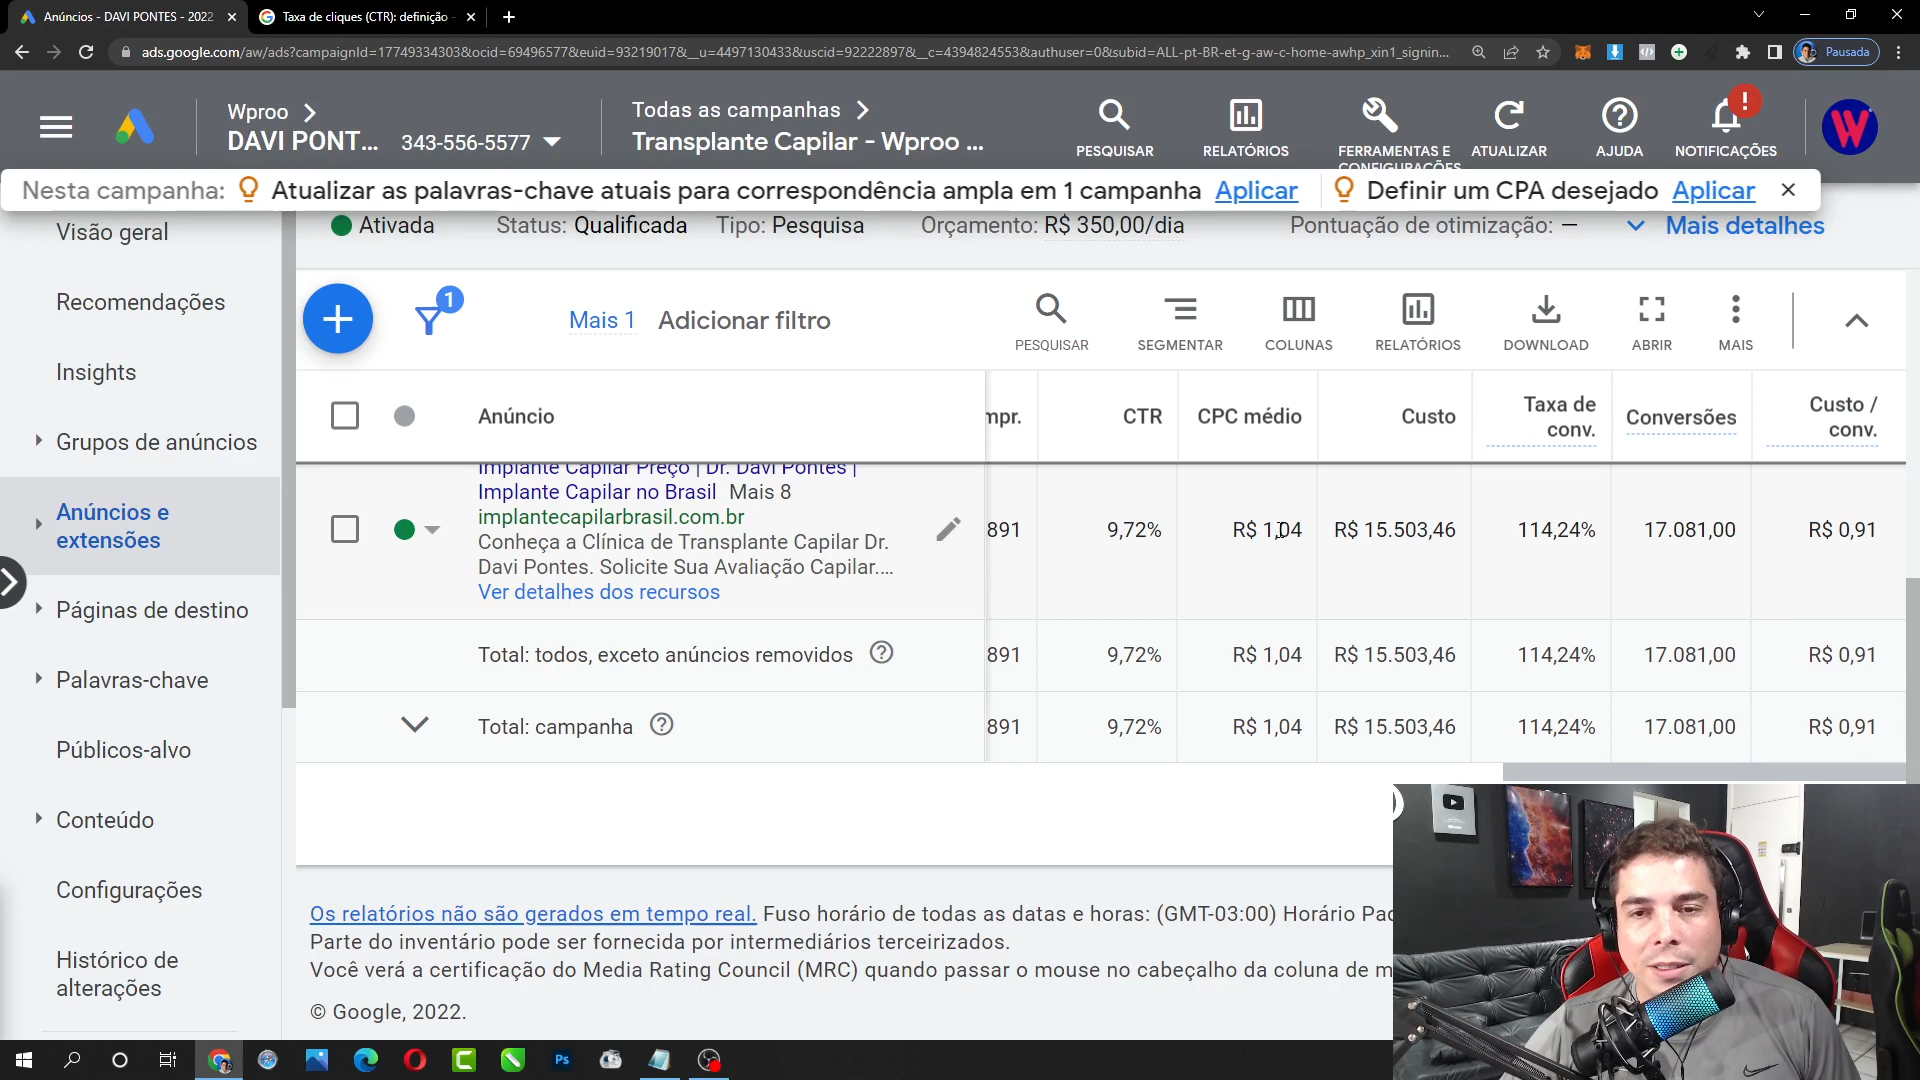 Anúncios - DAVI PONTES - 2022
Taxa de cliques (CTR): definição -
ads.google.com/aw/ads?campaignId=17749334303&ocid=69496577&euid=93219017&__u=4497130433&uscid=922228978&__c=4394824553&authuser=0&subid=ALL-pt-BR-et-g-aw-c-home-awhp_xin1_signin...
Pausada
Wproo
DAVI PONT...
343-556-5577
Todas as campanhas
Transplante Capilar - Wproo ...
PESQUISAR
RELATÓRIOS
FERRAMENTAS E
CONFIGURAÇÕES
ATUALIZAR
AJUDA
NOTIFICAÇÕES
W
Nesta campanha: Atualizar as palavras-chave atuais para correspondência ampla em 1 campanha Aplicar
Definir um CPA desejado Aplicar
Ativada
Status: Qualificada
Tipo: Pesquisa
Orçamento: R$ 350,00/dia
Pontuação de otimização: —
Mais detalhes
Visão geral
Recomendações
Insights
Grupos de anúncios
Anúncios e
extensões
Páginas de destino
Palavras-chave
Públicos-alvo
Conteúdo
Configurações
Histórico de
alterações
1
Mais 1
Adicionar filtro
PESQUISAR
SEGMENTAR
COLUNAS
RELATÓRIOS
DOWNLOAD
ABRIR
MAIS
Anúncio
mpr.
CTR
CPC médio
Custo
Taxa de
conv.
Conversões
Custo /
conv.
Implante Capilar Preço | Dr. Davi Pontes |
Implante Capilar no Brasil Mais 8
implantecapilarbrasil.com.br
Conheça a Clínica de Transplante Capilar Dr.
Davi Pontes. Solicite Sua Avaliação Capilar....
Ver detalhes dos recursos
891 9,72% R$ 1,04 R$ 15.503,46 114,24% 17.081,00 R$ 0,91
Total: todos, exceto anúncios removidos 891 9,72% R$ 1,04 R$ 15.503,46 114,24% 17.081,00 R$ 0,91
Total: campanha 891 9,72% R$ 1,04 R$ 15.503,46 114,24% 17.081,00 R$ 0,91
Os relatórios não são gerados em tempo real. Fuso horário de todas as datas e horas: (GMT-03:00) Horário Pad
Parte do inventário pode ser fornecida por intermediários terceirizados.
Você verá a certificação do Media Rating Council (MRC) quando passar o mouse no cabeçalho da coluna de m
© Google, 2022.
Ps